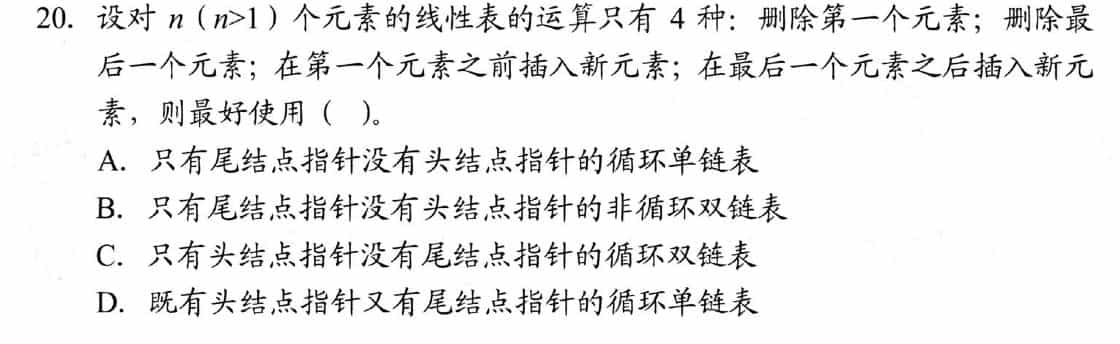 20. 设对 n（n>1）个元素的线性表的运算只有 4 种：删除第一个元素；删除最
后一个元素；在第一个元素之前插入新元素；在最后一个元素之后插入新元
素，则最好使用（ ）。
A. 只有尾结点指针没有头结点指针的循环单链表
B. 只有尾结点指针没有头结点指针的非循环双链表
C. 只有头结点指针没有尾结点指针的循环双链表
D. 既有头结点指针又有尾结点指针的循环单链表